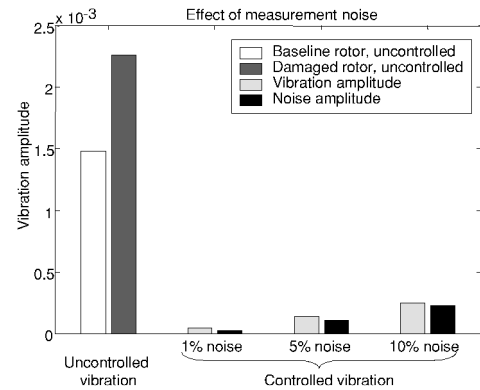 Effect of measurement noise
x 10-3
2.5
2
1.5
1
0.5
0
Vibration amplitude
Baseline rotor, uncontrolled
Damaged rotor, uncontrolled
Vibration amplitude
Noise amplitude
1% noise 5% noise 10% noise
Uncontrolled
vibration
Controlled vibration